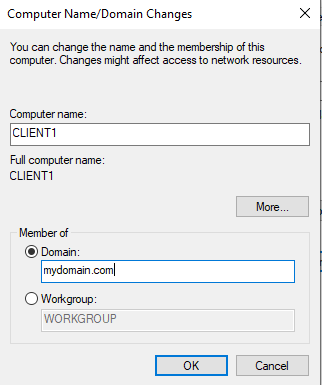 Computer Name/Domain Changes
You can change the name and the membership of this
computer. Changes might affect access to network resources.
Computer name:
CLIENT1
Full computer name:
CLIENT1
More...
Member of
Domain:
mydomain.com
Workgroup:
WORKGROUP
OK
Cancel